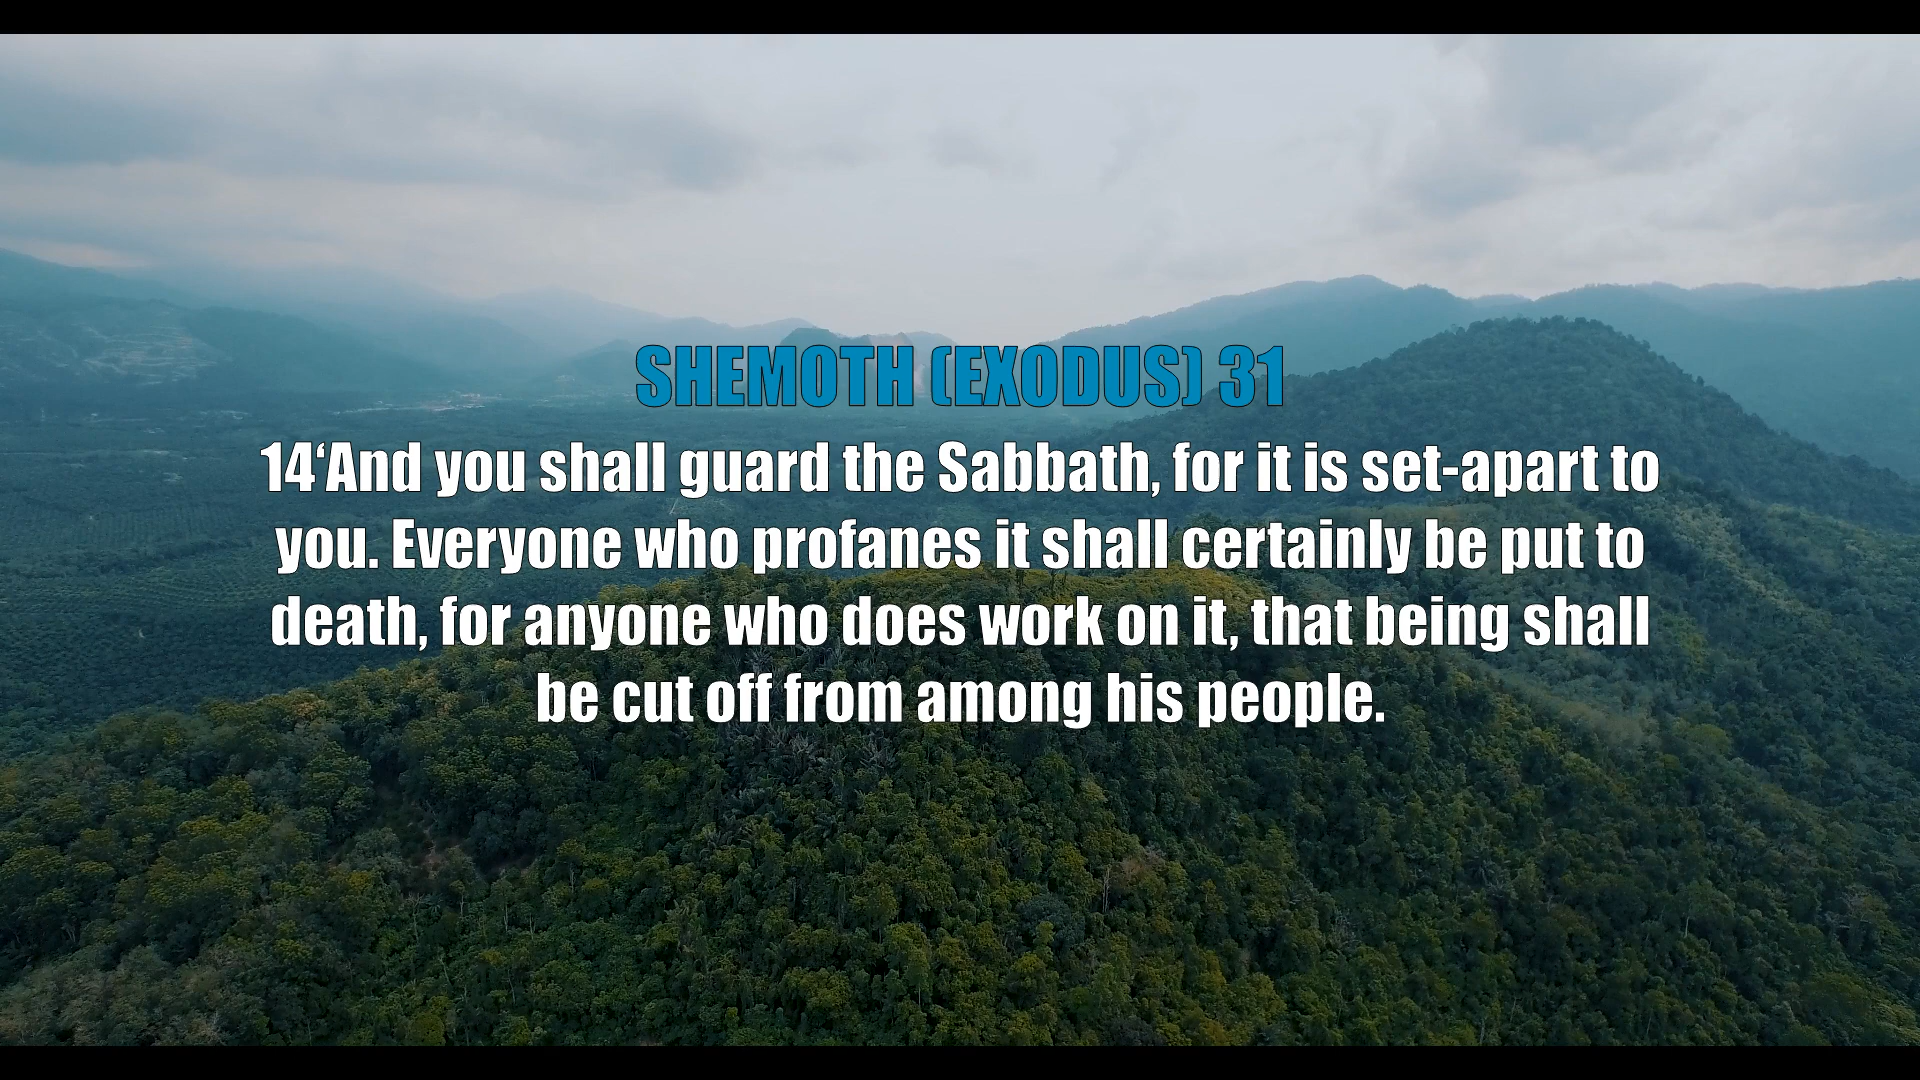 SHEMOTH (EXODUS) 31
14‘And you shall guard the Sabbath, for it is set-apart to
you. Everyone who profanes it shall certainly be put to
death, for anyone who does work on it, that being shall
be cut off from among his people.